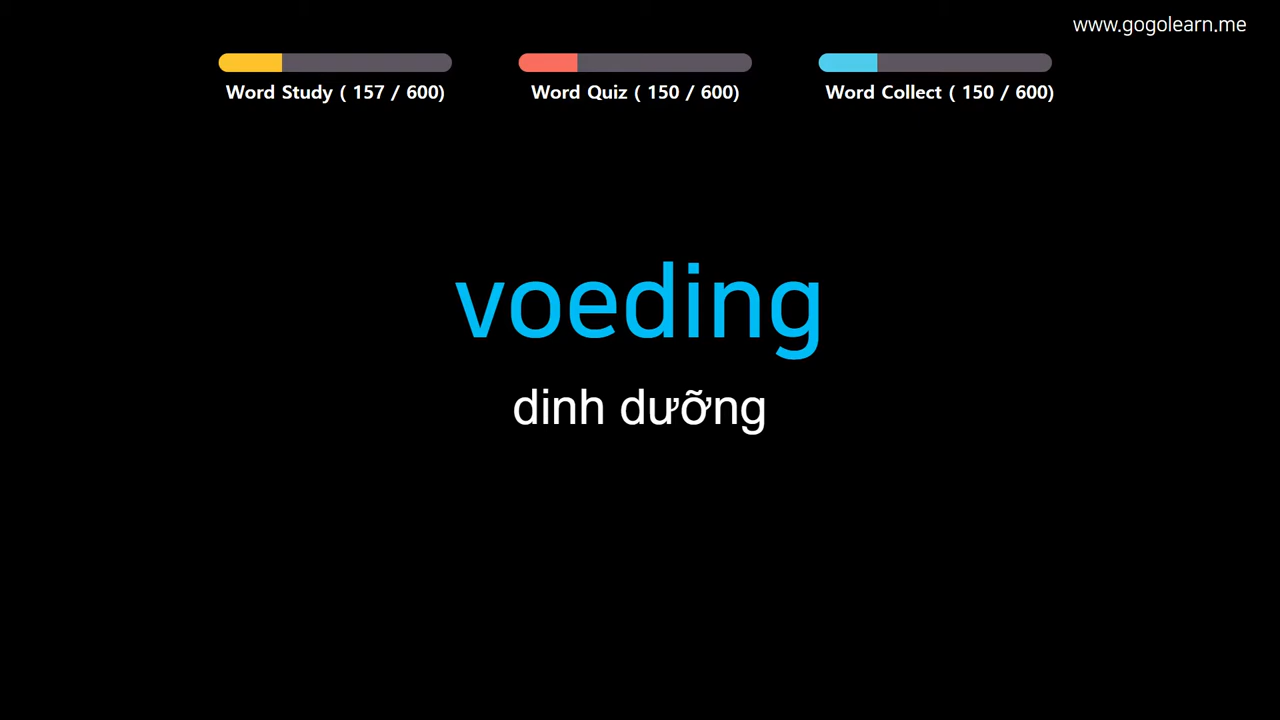 www.gogolearn.me
Word Study ( 157 / 600)
Word Quiz ( 150 / 600)
Word Collect ( 150 / 600)
voeding
dinh dưỡng